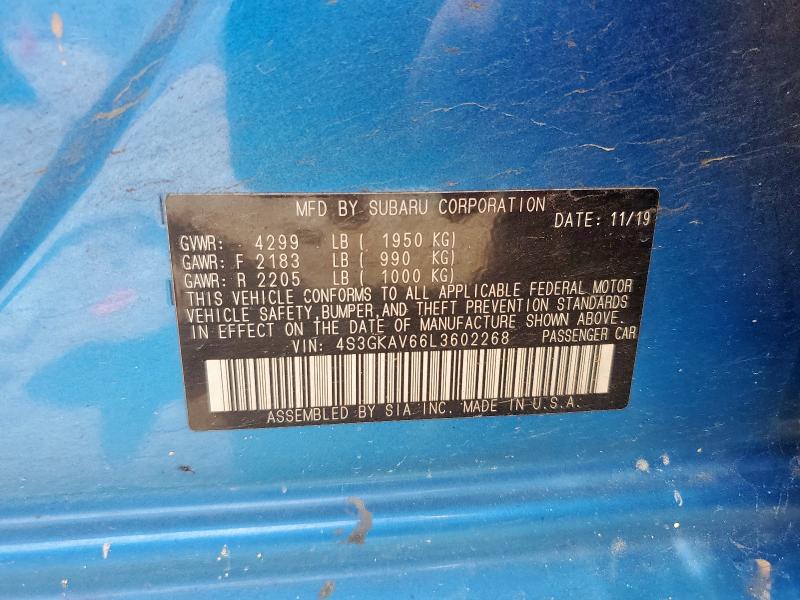 MFD BY SUBARU CORPORATION DATE: 11/19
GVWR: 4299 LB ( 1950 KG)
GAWR: F 2183 LB ( 990 KG)
GAWR: R 2205 LB ( 1000 KG)
THIS VEHICLE CONFORMS TO ALL APPLICABLE FEDERAL MOTOR
VEHICLE SAFETY,BUMPER,AND THEFT PREVENTION STANDARDS
IN EFFECT ON THE DATE OF MANUFACTURE SHOWN ABOVE.
VIN: 4S3GKAV66L3602268 PASSENGER CAR
ASSEMBLED BY SIA INC. MADE IN U.S.A.